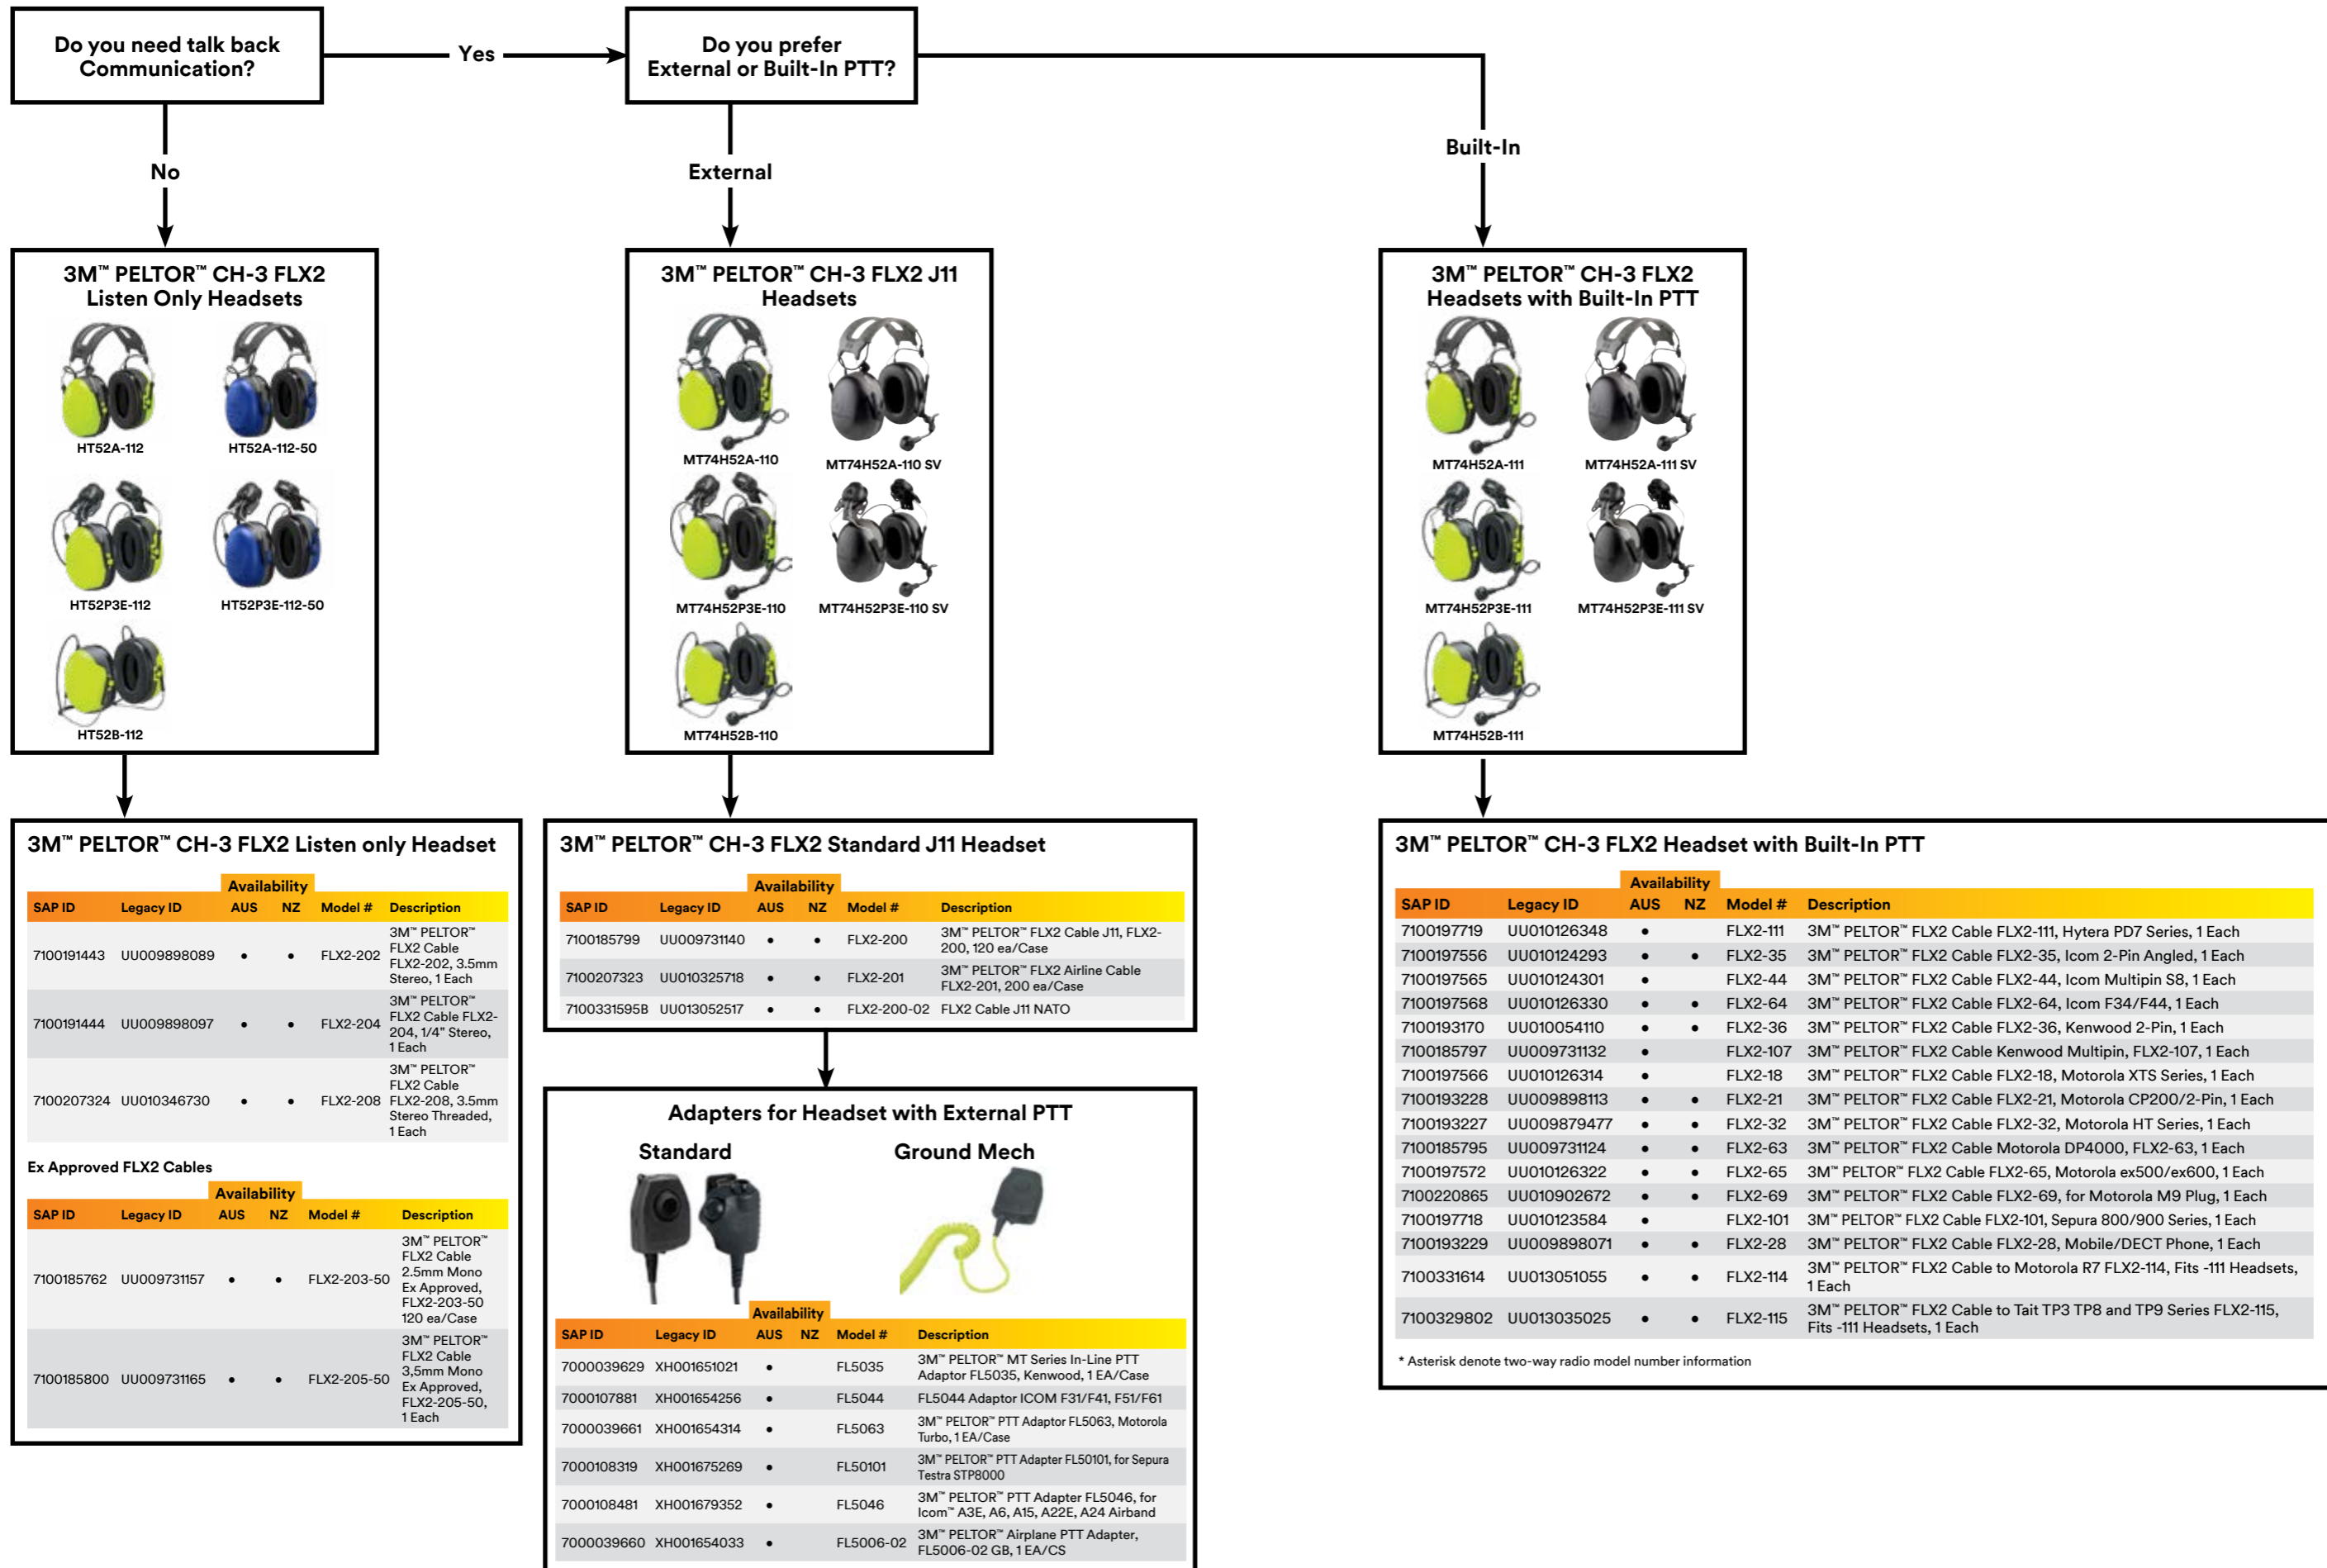 Do you need talk back
Communication?
Yes
Do you prefer
External or Built-In PTT?
No
External
Built-In
3M™ PELTOR™ CH-3 FLX2
Listen Only Headsets
HT52A-112
HT52A-112-50
HT52P3E-112
HT52P3E-112-50
HT52B-112
3M™ PELTOR™ CH-3 FLX2 J11
Headsets
MT74H52A-110
MT74H52A-110 SV
MT74H52P3E-110
MT74H52P3E-110 SV
MT74H52B-110
3M™ PELTOR™ CH-3 FLX2
Headsets with Built-In PTT
MT74H52A-111
MT74H52A-111 SV
MT74H52P3E-111
MT74H52P3E-111 SV
MT74H52B-111
3M™ PELTOR™ CH-3 FLX2 Listen only Headset
Availability
SAP ID Legacy ID AUS NZ Model # Description
7100191443 UU009898089 • • FLX2-202 3M™ PELTOR™
FLX2 Cable
FLX2-202, 3.5mm
Stereo, 1 Each
7100191444 UU009898097 • • FLX2-204 3M™ PELTOR™
FLX2 Cable FLX2-
204, 1/4" Stereo,
1 Each
7100207324 UU010346730 • • FLX2-208 3M™ PELTOR™
FLX2 Cable
FLX2-208, 3.5mm
Stereo Threaded,
1 Each
Ex Approved FLX2 Cables
Availability
SAP ID Legacy ID AUS NZ Model # Description
7100185762 UU009731157 • • FLX2-203-50 3M™ PELTOR™
FLX2 Cable
2.5mm Mono
Ex Approved,
FLX2-203-50
120 ea/Case
7100185800 UU009731165 • • FLX2-205-50 3M™ PELTOR™
FLX2 Cable
3,5mm Mono
Ex Approved,
FLX2-205-50,
1 Each
3M™ PELTOR™ CH-3 FLX2 Standard J11 Headset
Availability
SAP ID Legacy ID AUS NZ Model # Description
7100185799 UU009731140 • • FLX2-200 3M™ PELTOR™ FLX2 Cable J11, FLX2-
200, 120 ea/Case
7100207323 UU010325718 • • FLX2-201 3M™ PELTOR™ FLX2 Airline Cable
FLX2-201, 200 ea/Case
7100331595B UU013052517 • • FLX2-200-02 FLX2 Cable J11 NATO
Adapters for Headset with External PTT
Standard
Ground Mech
Availability
SAP ID Legacy ID AUS NZ Model # Description
7000039629 XH001651021 • FL5035 3M™ PELTOR™ MT Series In-Line PTT
Adaptor FL5035, Kenwood, 1 EA/Case
7000107881 XH001654256 • FL5044 FL5044 Adaptor ICOM F31/F41, F51/F61
7000039661 XH001654314 • FL5063 3M™ PELTOR™ PTT Adaptor FL5063, Motorola
Turbo, 1 EA/Case
7000108319 XH001675269 • FL50101 3M™ PELTOR™ PTT Adapter FL50101, for Sepura
Testra STP8000
7000108481 XH001679352 • FL5046 3M™ PELTOR™ PTT Adapter FL5046, for
Icom™ A3E, A6, A15, A22E, A24 Airband
7000039660 XH001654033 • FL5006-02 3M™ PELTOR™ Airplane PTT Adapter,
FL5006-02 GB, 1 EA/CS
3M™ PELTOR™ CH-3 FLX2 Headset with Built-In PTT
Availability
SAP ID Legacy ID AUS NZ Model # Description
7100197719 UU010126348 • FLX2-111 3M™ PELTOR™ FLX2 Cable FLX2-111, Hytera PD7 Series, 1 Each
7100197556 UU010124293 • • FLX2-35 3M™ PELTOR™ FLX2 Cable FLX2-35, Icom 2-Pin Angled, 1 Each
7100197565 UU010124301 • FLX2-44 3M™ PELTOR™ FLX2 Cable FLX2-44, Icom Multipin S8, 1 Each
7100197568 UU010126330 • • FLX2-64 3M™ PELTOR™ FLX2 Cable FLX2-64, Icom F34/F44, 1 Each
7100193170 UU010054110 • • FLX2-36 3M™ PELTOR™ FLX2 Cable FLX2-36, Kenwood 2-Pin, 1 Each
7100185797 UU009731132 • FLX2-107 3M™ PELTOR™ FLX2 Cable Kenwood Multipin, FLX2-107, 1 Each
7100197566 UU010126314 • FLX2-18 3M™ PELTOR™ FLX2 Cable FLX2-18, Motorola XTS Series, 1 Each
7100193228 UU009898113 • • FLX2-21 3M™ PELTOR™ FLX2 Cable FLX2-21, Motorola CP200/2-Pin, 1 Each
7100193227 UU009879477 • • FLX2-32 3M™ PELTOR™ FLX2 Cable FLX2-32, Motorola HT Series, 1 Each
7100185795 UU009731124 • • FLX2-63 3M™ PELTOR™ FLX2 Cable Motorola DP4000, FLX2-63, 1 Each
7100197572 UU010126322 • • FLX2-65 3M™ PELTOR™ FLX2 Cable FLX2-65, Motorola ex500/ex600, 1 Each
7100220865 UU010902672 • • FLX2-69 3M™ PELTOR™ FLX2 Cable FLX2-69, for Motorola M9 Plug, 1 Each
7100197718 UU010123584 • FLX2-101 3M™ PELTOR™ FLX2 Cable FLX2-101, Sepura 800/900 Series, 1 Each
7100193229 UU009898071 • • FLX2-28 3M™ PELTOR™ FLX2 Cable FLX2-28, Mobile/DECT Phone, 1 Each
7100331614 UU013051055 • • FLX2-114 3M™ PELTOR™ FLX2 Cable to Motorola R7 FLX2-114, Fits -111 Headsets,
1 Each
7100329802 UU013035025 • • FLX2-115 3M™ PELTOR™ FLX2 Cable to Tait TP3 TP8 and TP9 Series FLX2-115,
Fits -111 Headsets, 1 Each
* Asterisk denote two-way radio model number information